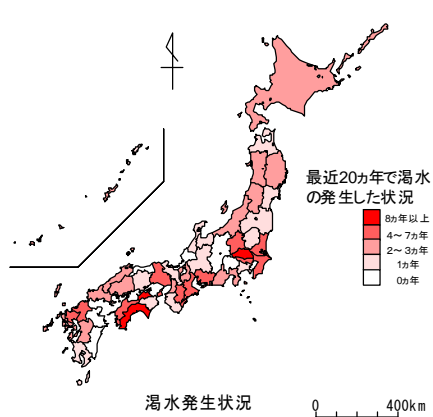 最近20ヵ年で渇水
の発生した状況
8ヵ年以上
4～7ヵ年
2～3ヵ年
1ヵ年
0ヵ年
渇水発生状況
0 400km